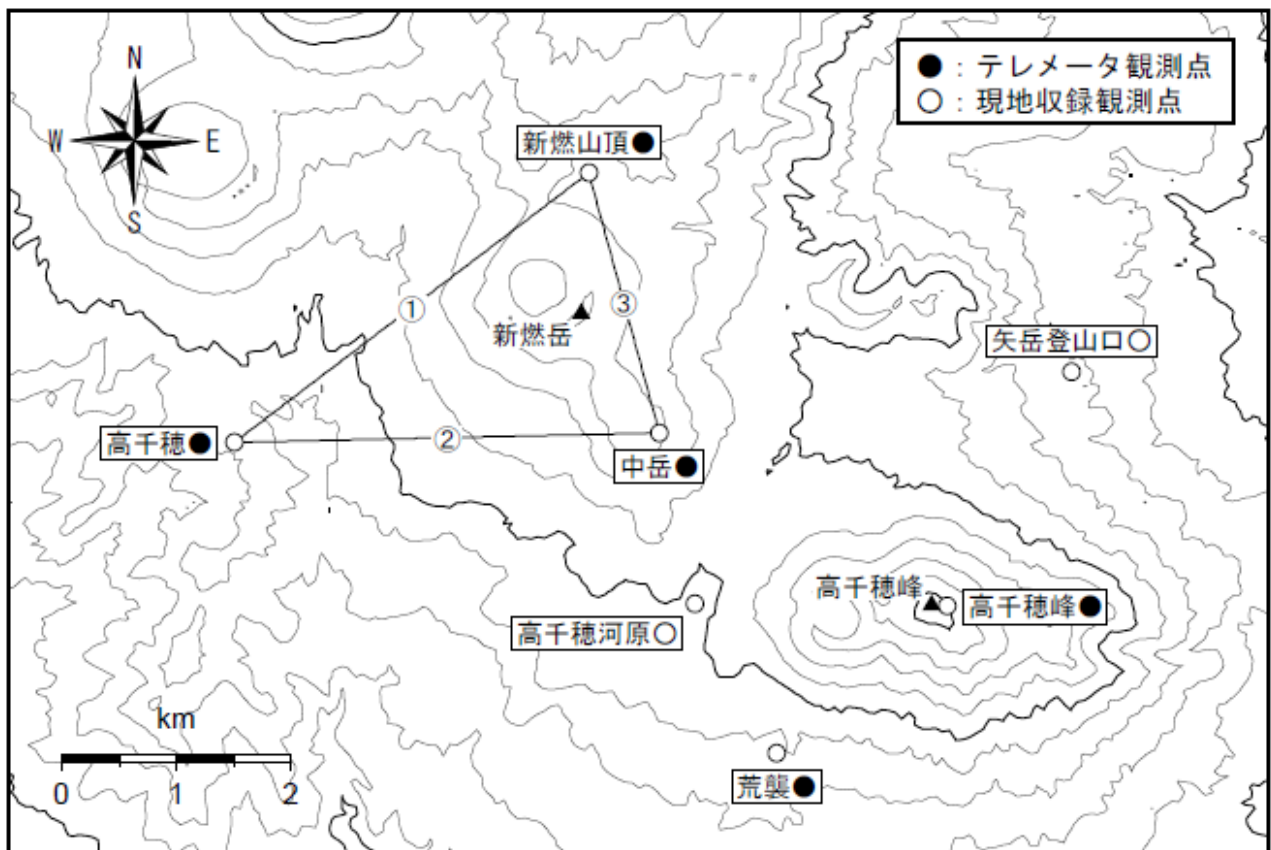 ●：テレメータ観測点
○：現地収録観測点
N
W
E
S
新燃山頂●
①
③
新燃岳
矢岳登山口○
高千穂●
②
中岳●
高千穂峰
高千穂峰●
高千穂河原○
km
0 1 2
荒襲●